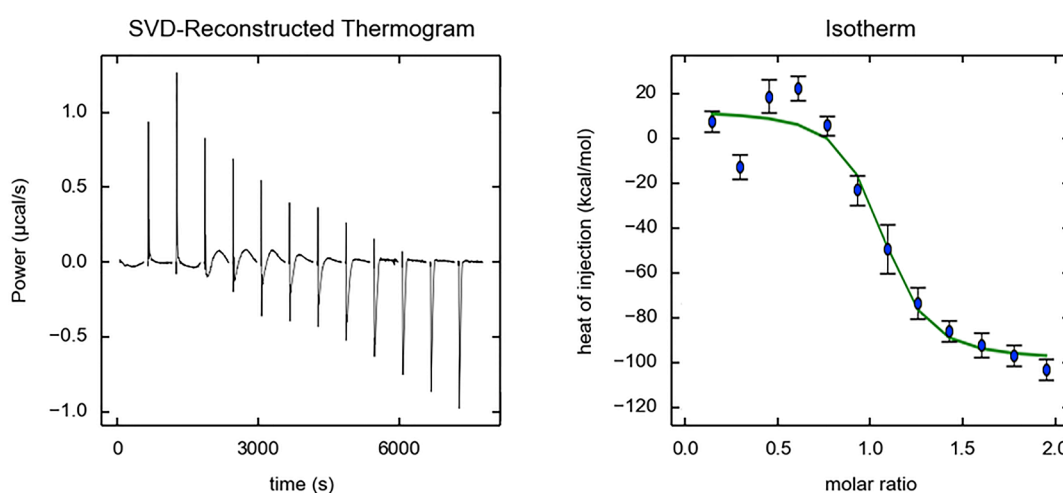 SVD-Reconstructed Thermogram
Power (µcal/s)
1.0
0.5
0.0
−0.5
−1.0
0 3000 6000
time (s)
Isotherm
heat of injection (kcal/mol)
20
0
−20
−40
−60
−80
−100
−120
0.0 0.5 1.0 1.5 2.0
molar ratio